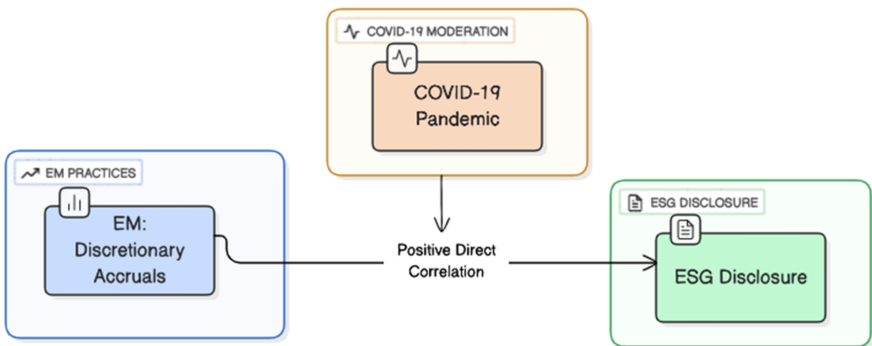 COVID-19 MODERATION
COVID-19
Pandemic
EM PRACTICES
EM:
Discretionary
Accruals
Positive Direct
Correlation
ESG DISCLOSURE
ESG Disclosure